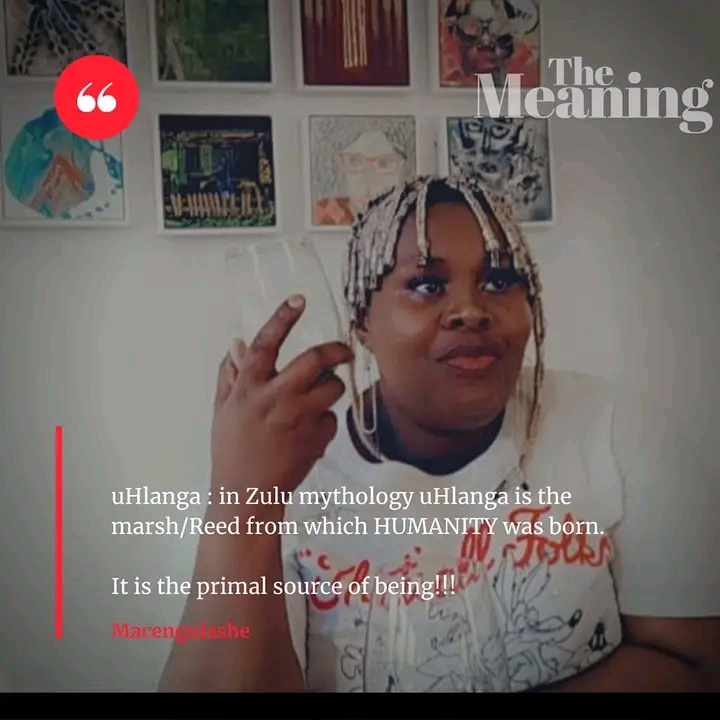 “
The
Meaning
uHlanga : in Zulu mythology uHlanga is the
marsh/Reed from which HUMANITY was born.
It is the primal source of being!!!
Macengulashe